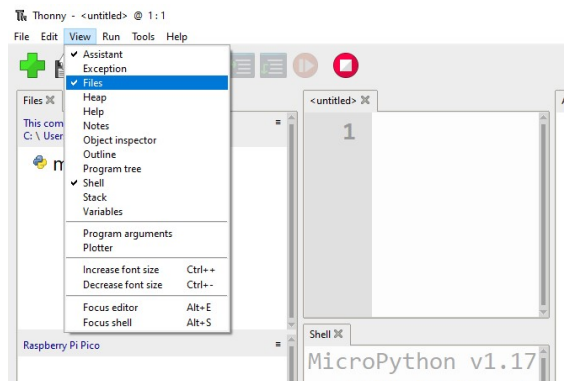 Thonny - <untitled> @ 1:1
File Edit View Run Tools Help
Assistant
Exception
Files
Heap
Help
Notes
Object inspector
Outline
Program tree
Shell
Stack
Variables
Program arguments
Plotter
Increase font size Ctrl++
Decrease font size Ctrl+-
Focus editor Alt+E
Focus shell Alt+S
Files
This com
C: \ User
m
Raspberry Pi Pico
<untitled>
1
Shell
MicroPython v1.17